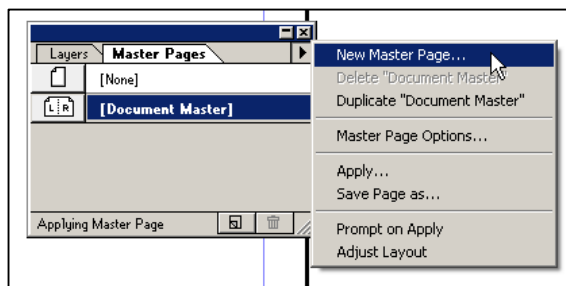 Layers Master Pages
[None]
L R [Document Master]
Applying Master Page
New Master Page...
Delete "Document Master"
Duplicate "Document Master"
Master Page Options...
Apply...
Save Page as...
Prompt on Apply
Adjust Layout